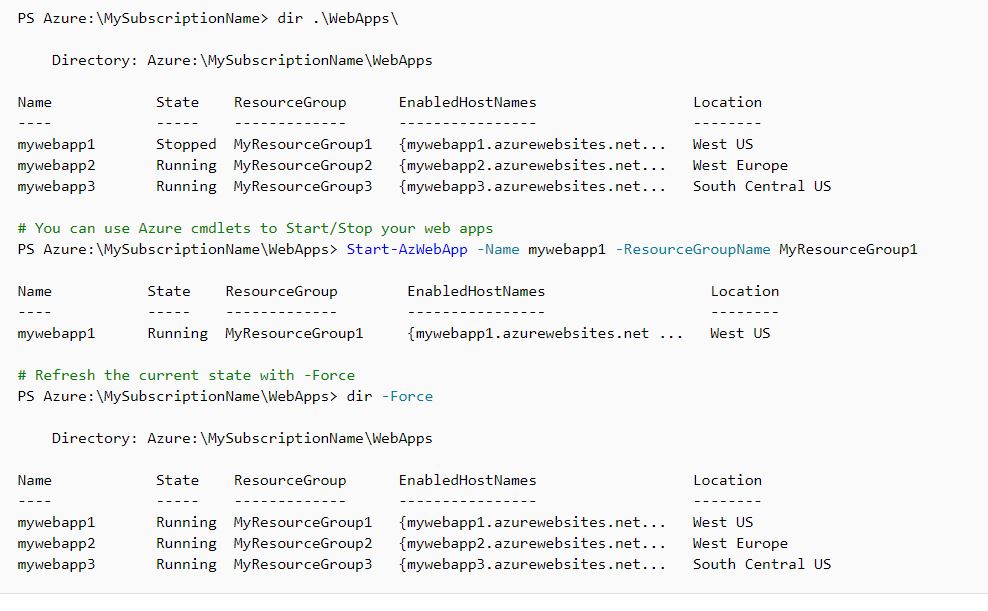 PS Azure:\MySubscriptionName> dir .\WebApps\
Directory: Azure:\MySubscriptionName\WebApps
Name State ResourceGroup EnabledHostNames Location
---- ----- ------------- ---------------- --------
mywebapp1 Stopped MyResourceGroup1 {mywebapp1.azurewebsites.net... West US
mywebapp2 Running MyResourceGroup2 {mywebapp2.azurewebsites.net... West Europe
mywebapp3 Running MyResourceGroup3 {mywebapp3.azurewebsites.net... South Central US
# You can use Azure cmdlets to Start/Stop your web apps
PS Azure:\MySubscriptionName\WebApps> Start-AzWebApp -Name mywebapp1 -ResourceGroupName MyResourceGroup1
Name State ResourceGroup EnabledHostNames Location
---- ----- ------------- ---------------- --------
mywebapp1 Running MyResourceGroup1 {mywebapp1.azurewebsites.net ... West US
# Refresh the current state with -Force
PS Azure:\MySubscriptionName\WebApps> dir -Force
Directory: Azure:\MySubscriptionName\WebApps
Name State ResourceGroup EnabledHostNames Location
---- ----- ------------- ---------------- --------
mywebapp1 Running MyResourceGroup1 {mywebapp1.azurewebsites.net... West US
mywebapp2 Running MyResourceGroup2 {mywebapp2.azurewebsites.net... West Europe
mywebapp3 Running MyResourceGroup3 {mywebapp3.azurewebsites.net... South Central US